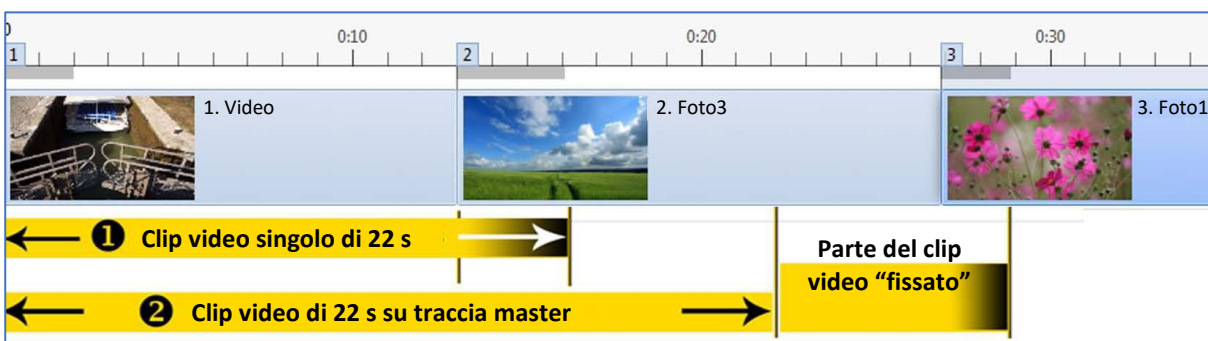 0:10
0:20
0:30
1
2
3
1. Video
2. Foto3
3. Foto1
❶ Clip video singolo di 22 s
Parte del clip
video “fissato”
❷ Clip video di 22 s su traccia master